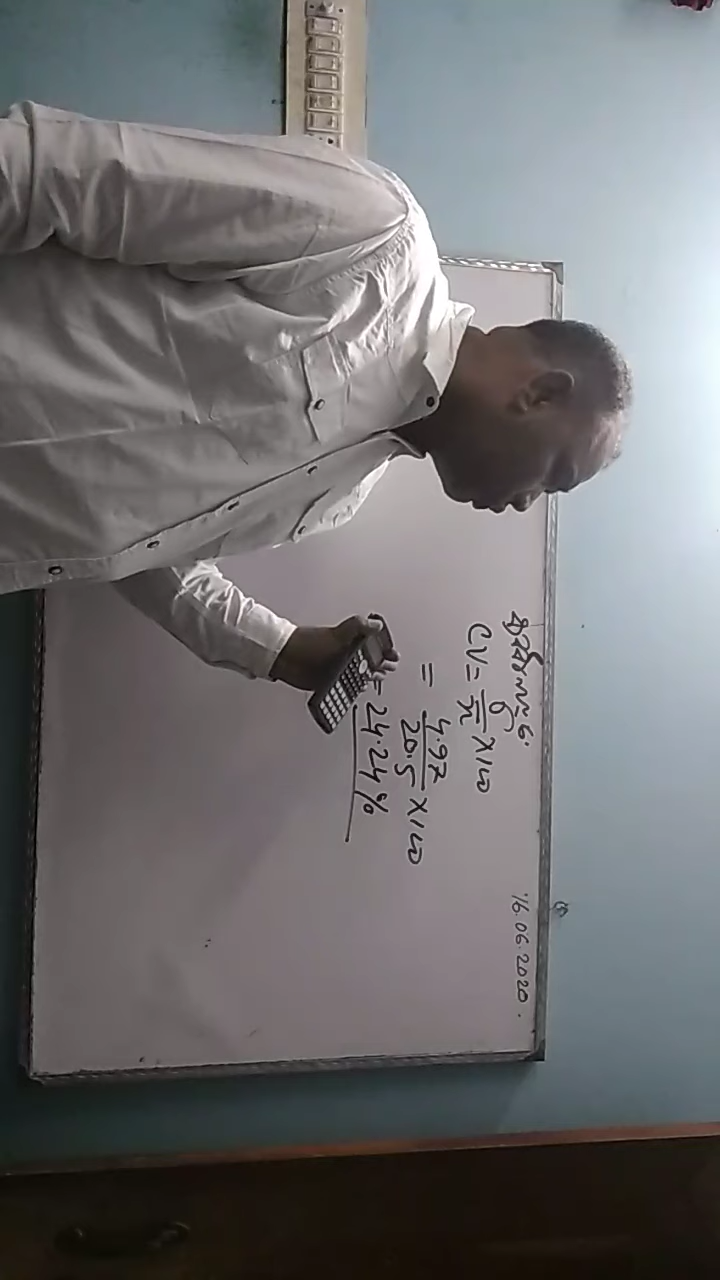 16.06.2020.
CV = σ/x̄ × 100
= 4.97/20.5 × 100
= 24.24%